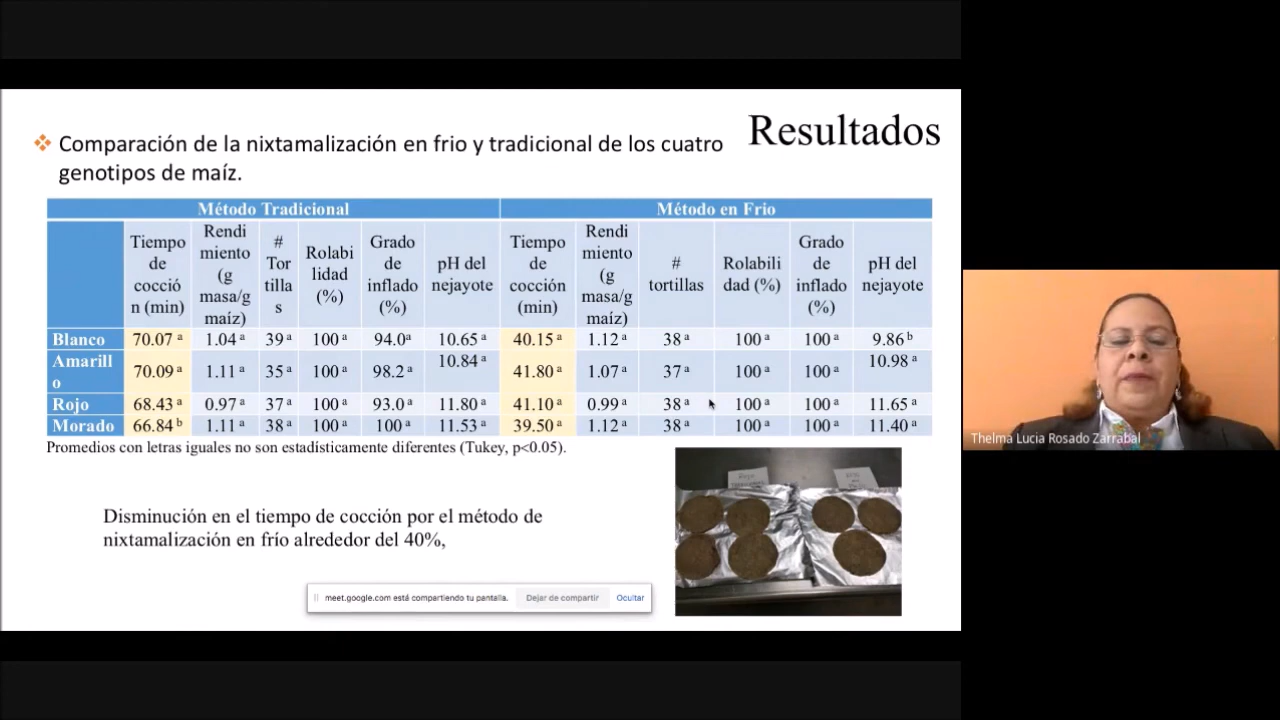 Resultados
❖ Comparación de la nixtamalización en frio y tradicional de los cuatro
genotipos de maíz.
Método Tradicional Método en Frío
Tiempo de cocció n (min) Rendi miento (g masa/g maíz) # Tor tilla s Rolabi lidad (%) Grado de inflado (%) pH del nejayote Tiempo de cocción (min) Rendi miento (g masa/g maíz) # tortillas Rolabili dad (%) Grado de inflado (%) pH del nejayote
Blanco 70.07 a 1.04 a 39 a 100 a 94.0a 10.65 a 40.15 a 1.12 a 38 a 100 a 100 a 9.86 b
Amarill o 70.09 a 1.11 a 35 a 100 a 98.2 a 10.84 a 41.80 a 1.07 a 37 a 100 a 100 a 10.98 a
Rojo 68.43 a 0.97 a 37 a 100 a 93.0 a 11.80 a 41.10 a 0.99 a 38 a 100 a 100 a 11.65 a
Morado 66.84 b 1.11 a 38 a 100 a 100 a 11.53 a 39.50 a 1.12 a 38 a 100 a 100 a 11.40 a
Promedios con letras iguales no son estadísticamente diferentes (Tukey, p<0.05).
Disminución en el tiempo de cocción por el método de
nixtamalización en frío alrededor del 40%,
meet.google.com está compartiendo tu pantalla. Dejar de compartir Ocultar
Thelma Lucia Rosado Zarrabal